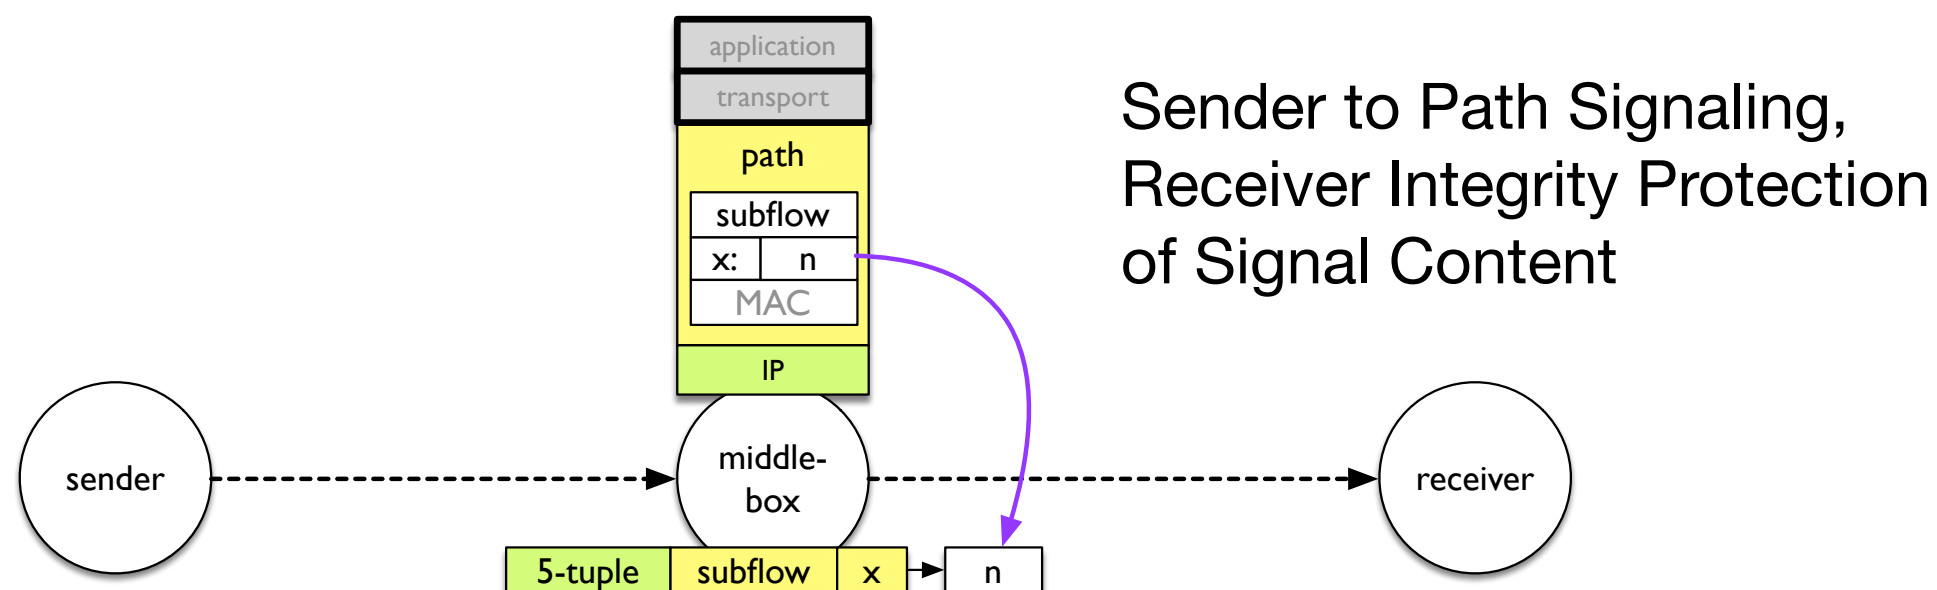 application
transport
path
subflow
x: n
MAC
IP
Sender to Path Signaling,
Receiver Integrity Protection
of Signal Content
sender
middle-
box
receiver
5-tuple subflow x n